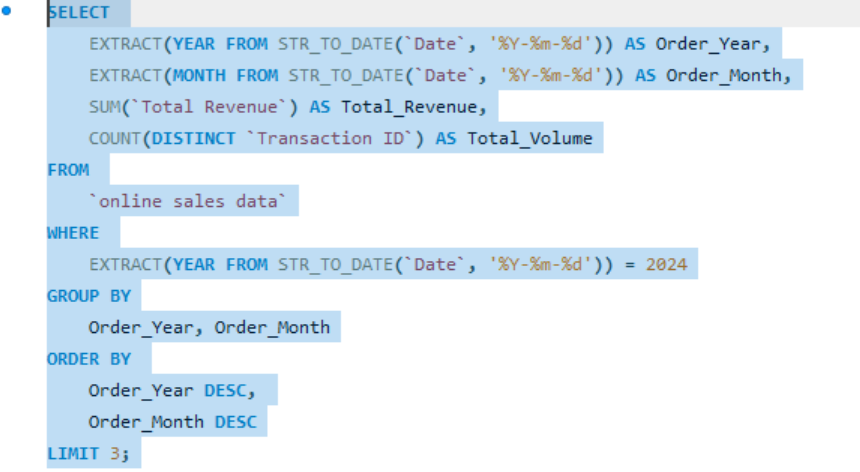 SELECT
    EXTRACT(YEAR FROM STR_TO_DATE(`Date`, '%Y-%m-%d')) AS Order_Year,
    EXTRACT(MONTH FROM STR_TO_DATE(`Date`, '%Y-%m-%d')) AS Order_Month,
    SUM(`Total Revenue`) AS Total_Revenue,
    COUNT(DISTINCT `Transaction ID`) AS Total_Volume
FROM
    `online sales data`
WHERE
    EXTRACT(YEAR FROM STR_TO_DATE(`Date`, '%Y-%m-%d')) = 2024
GROUP BY
    Order_Year, Order_Month
ORDER BY
    Order_Year DESC,
    Order_Month DESC
LIMIT 3;